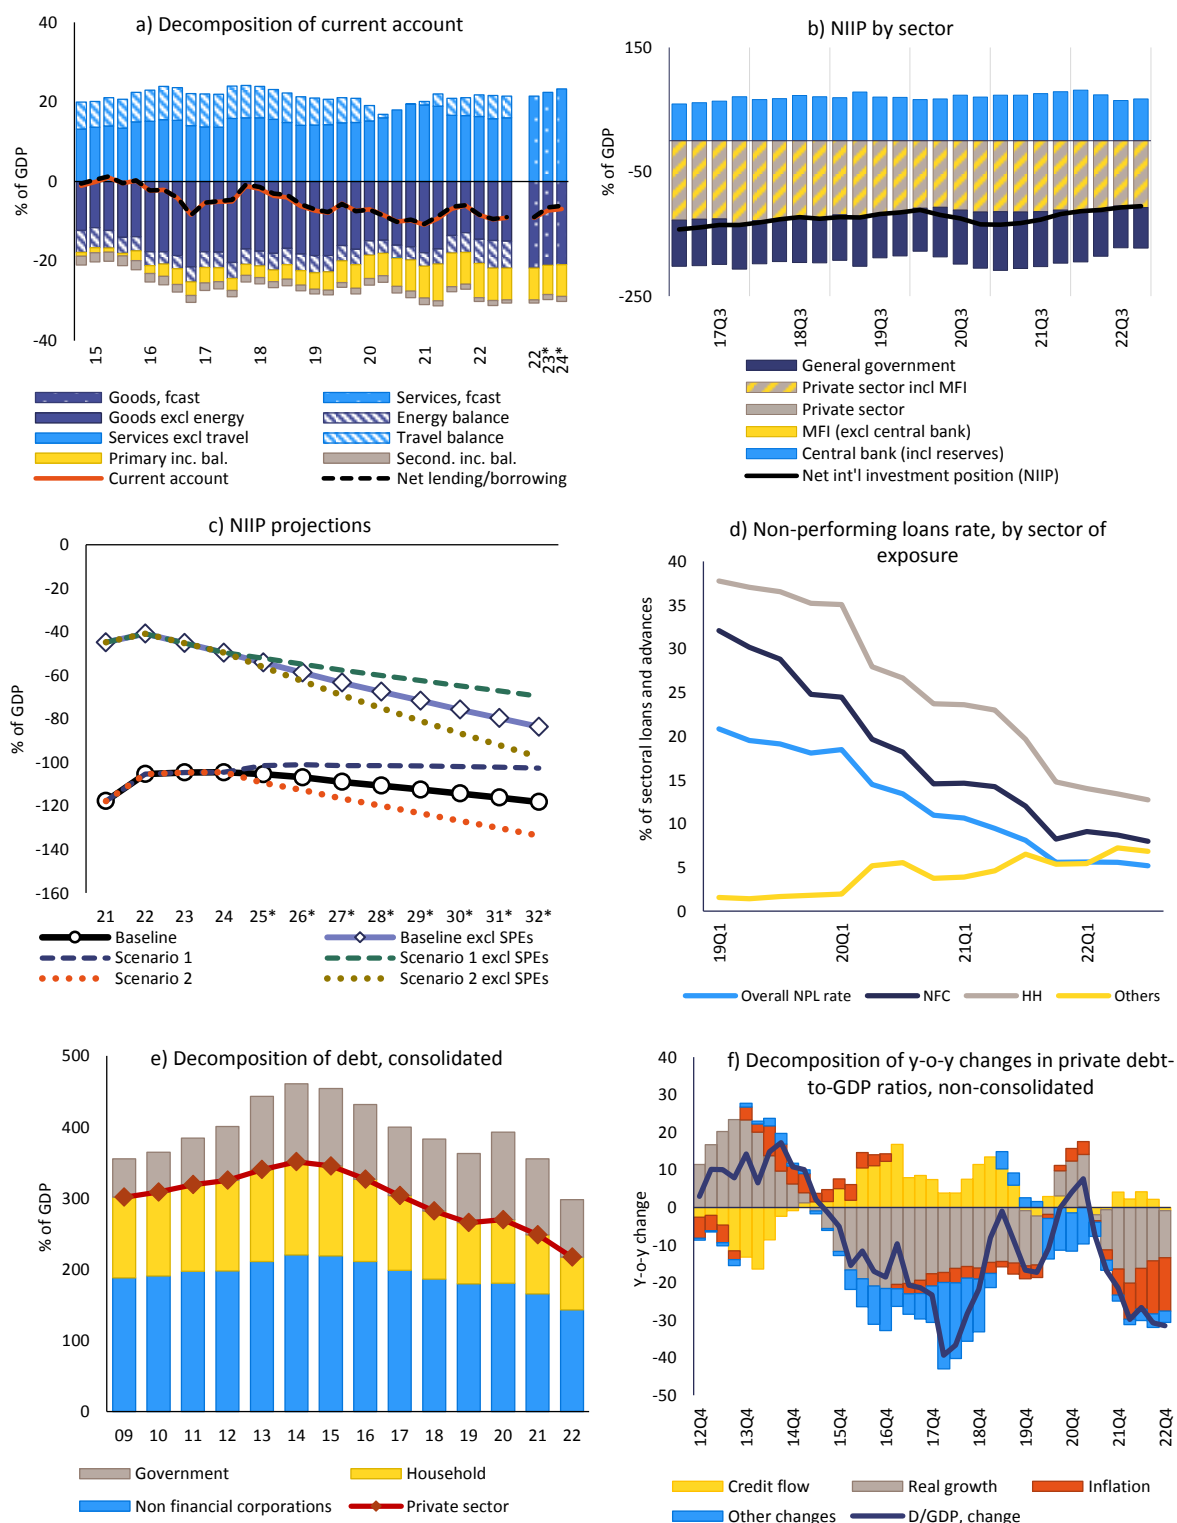 a) Decomposition of current account
% of GDP
40
20
0
-20
-40
15 16 17 18 19 20 21 22 22 23* 24*
Goods, fcast
Services, fcast
Goods excl energy
Energy balance
Services excl travel
Travel balance
Primary inc. bal.
Second. inc. bal.
Current account
Net lending/borrowing
b) NIIP by sector
% of GDP
150
-50
-250
17Q3 18Q3 19Q3 20Q3 21Q3 22Q3
General government
Private sector incl MFI
Private sector
MFI (excl central bank)
Central bank (incl reserves)
Net int'l investment position (NIIP)
c) NIIP projections
% of GDP
0
-20
-40
-60
-80
-100
-120
-140
-160
21 22 23 24 25* 26* 27* 28* 29* 30* 31* 32*
Baseline
Baseline excl SPEs
Scenario 1
Scenario 1 excl SPEs
Scenario 2
Scenario 2 excl SPEs
d) Non-performing loans rate, by sector of
exposure
% of sectoral loans and advances
40
35
30
25
20
15
10
5
0
19Q1 20Q1 21Q1 22Q1
Overall NPL rate NFC HH Others
e) Decomposition of debt, consolidated
% of GDP
500
400
300
200
100
0
09 10 11 12 13 14 15 16 17 18 19 20 21 22
Government
Household
Non financial corporations
Private sector
f) Decomposition of y-o-y changes in private debt-
to-GDP ratios, non-consolidated
Y-o-y change
40
30
20
10
0
-10
-20
-30
-40
-50
12Q4 13Q4 14Q4 15Q4 16Q4 17Q4 18Q4 19Q4 20Q4 21Q4 22Q4
Credit flow
Real growth
Inflation
Other changes
D/GDP, change